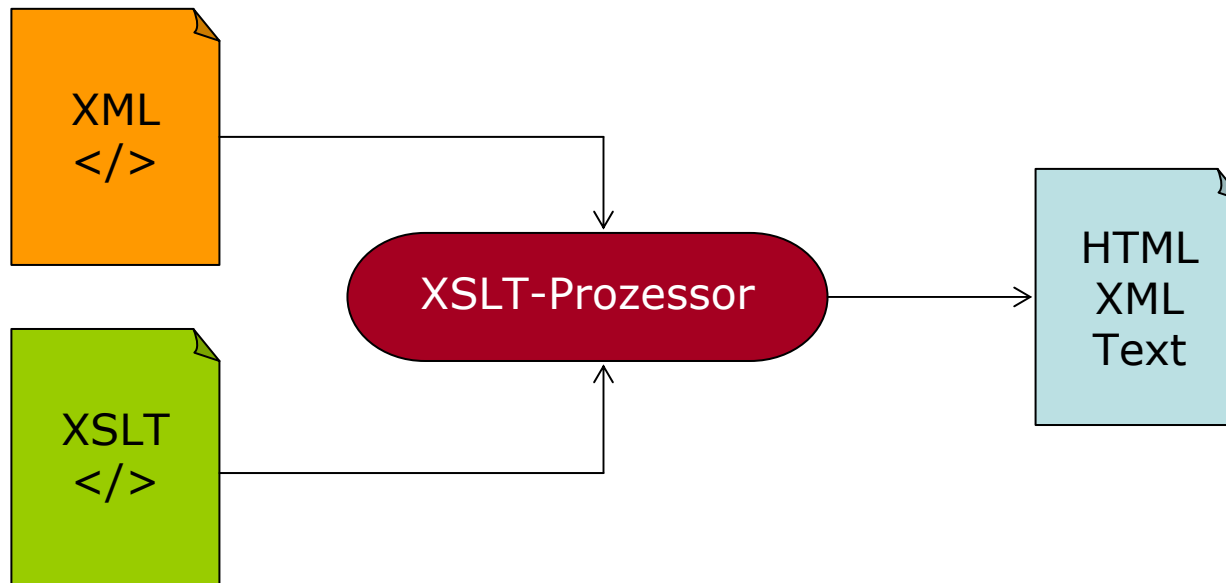 XML
</>
XSLT
</>
XSLT-Prozessor
HTML
XML
Text